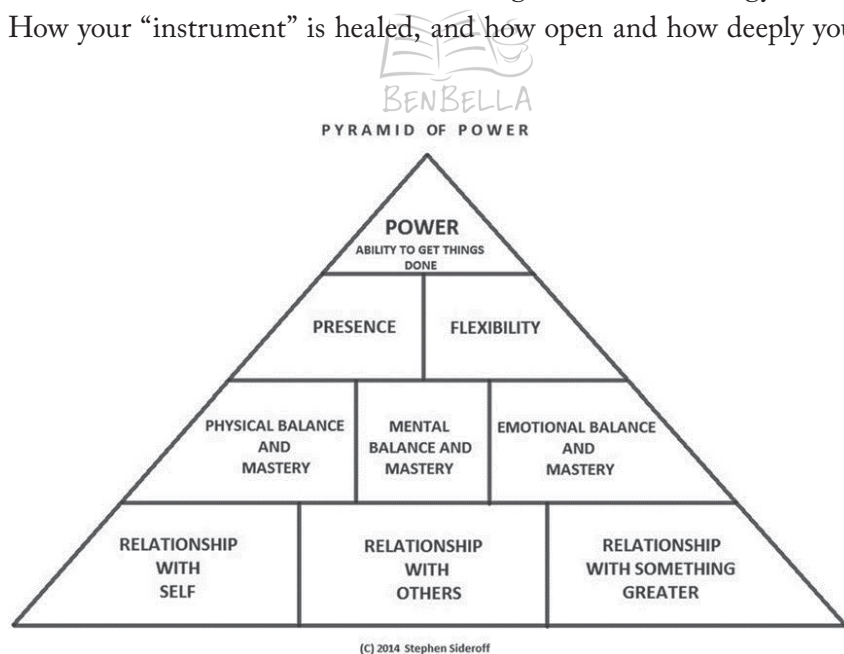 How your “instrument” is healed, and how open and how deeply you
BENBELLA
PYRAMID OF POWER
POWER
ABILITY TO GET THINGS
DONE
PRESENCE
FLEXIBILITY
PHYSICAL BALANCE
AND
MASTERY
MENTAL
BALANCE AND
MASTERY
EMOTIONAL BALANCE
AND
MASTERY
RELATIONSHIP
WITH
SELF
RELATIONSHIP
WITH
OTHERS
RELATIONSHIP
WITH SOMETHING
GREATER
(C) 2014 Stephen Sideroff